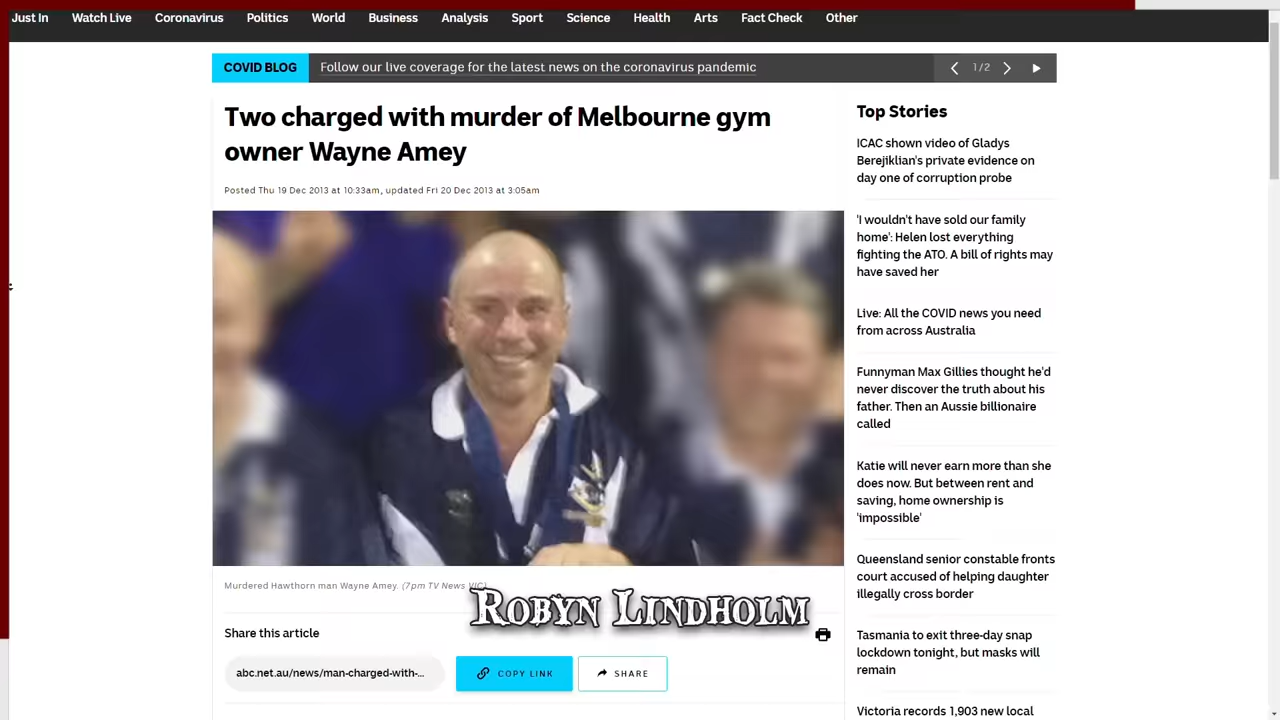 Just In Watch Live Coronavirus Politics World Business Analysis Sport Science Health Arts Fact Check Other
COVID BLOG Follow our live coverage for the latest news on the coronavirus pandemic 1/2
Two charged with murder of Melbourne gym
owner Wayne Amey
Posted Thu 19 Dec 2013 at 10:33am, updated Fri 20 Dec 2013 at 3:05am
Murdered Hawthorn man Wayne Amey. (7pm TV News VIC)
Robyn Lindholm
Share this article
abc.net.au/news/man-charged-with-...
COPY LINK
SHARE
Top Stories
ICAC shown video of Gladys
Berejiklian's private evidence on
day one of corruption probe
'I wouldn't have sold our family
home': Helen lost everything
fighting the ATO. A bill of rights may
have saved her
Live: All the COVID news you need
from across Australia
Funnyman Max Gillies thought he'd
never discover the truth about his
father. Then an Aussie billionaire
called
Katie will never earn more than she
does now. But between rent and
saving, home ownership is
'impossible'
Queensland senior constable fronts
court accused of helping daughter
illegally cross border
Tasmania to exit three-day snap
lockdown tonight, but masks will
remain
Victoria records 1,903 new local